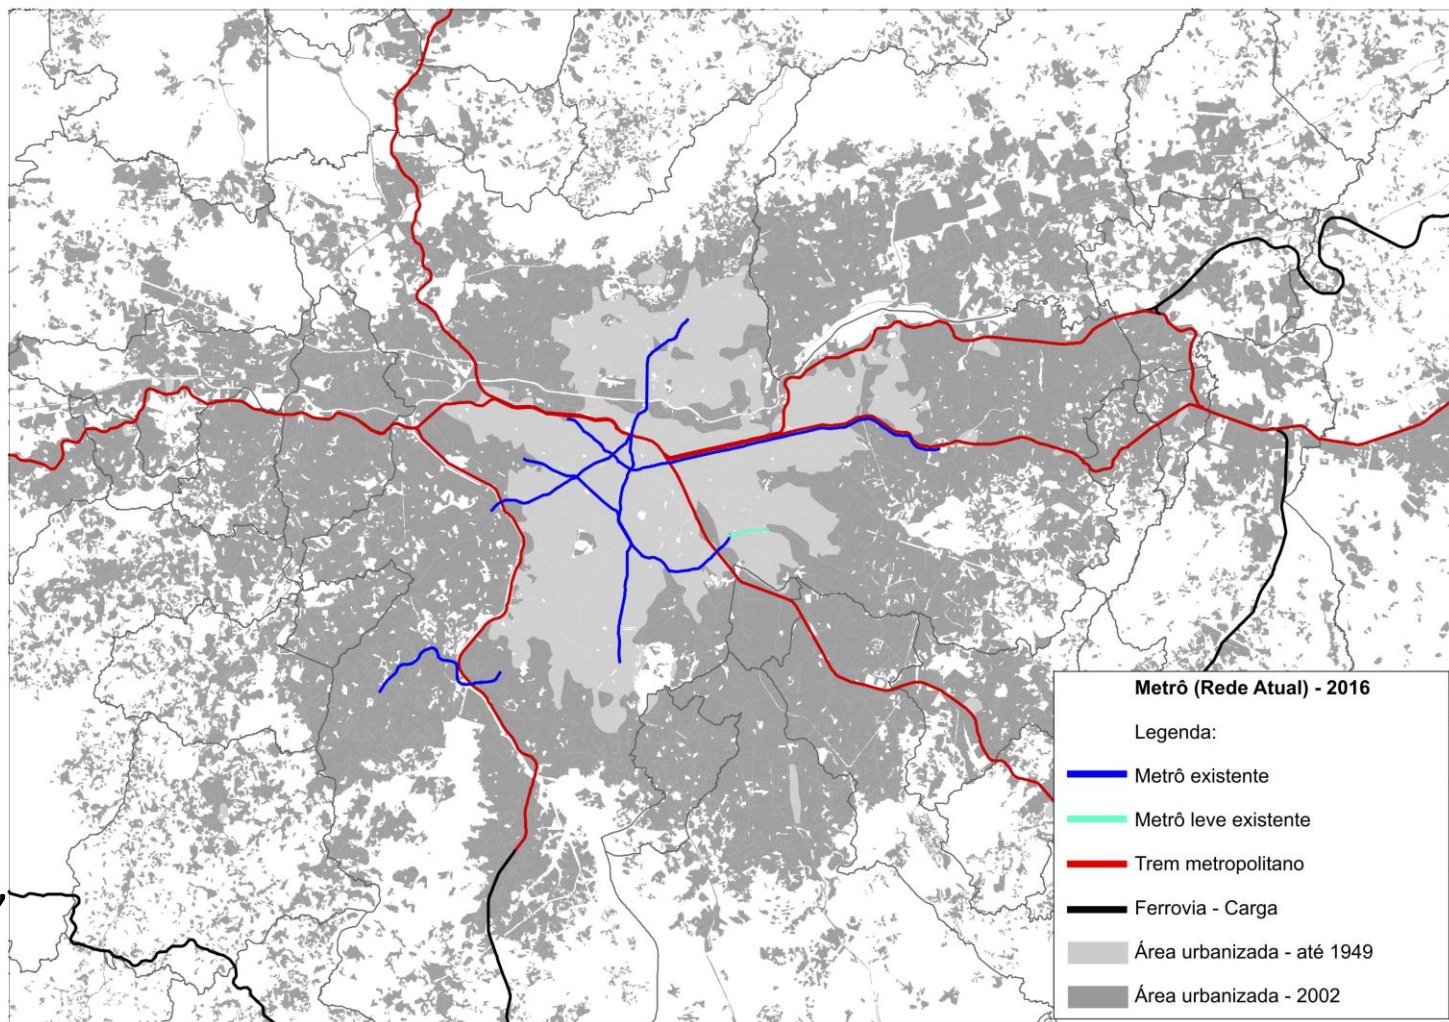 Metrô (Rede Atual) - 2016
Legenda:
Metrô existente
Metrô leve existente
Trem metropolitano
Ferrovia - Carga
Área urbanizada - até 1949
Área urbanizada - 2002